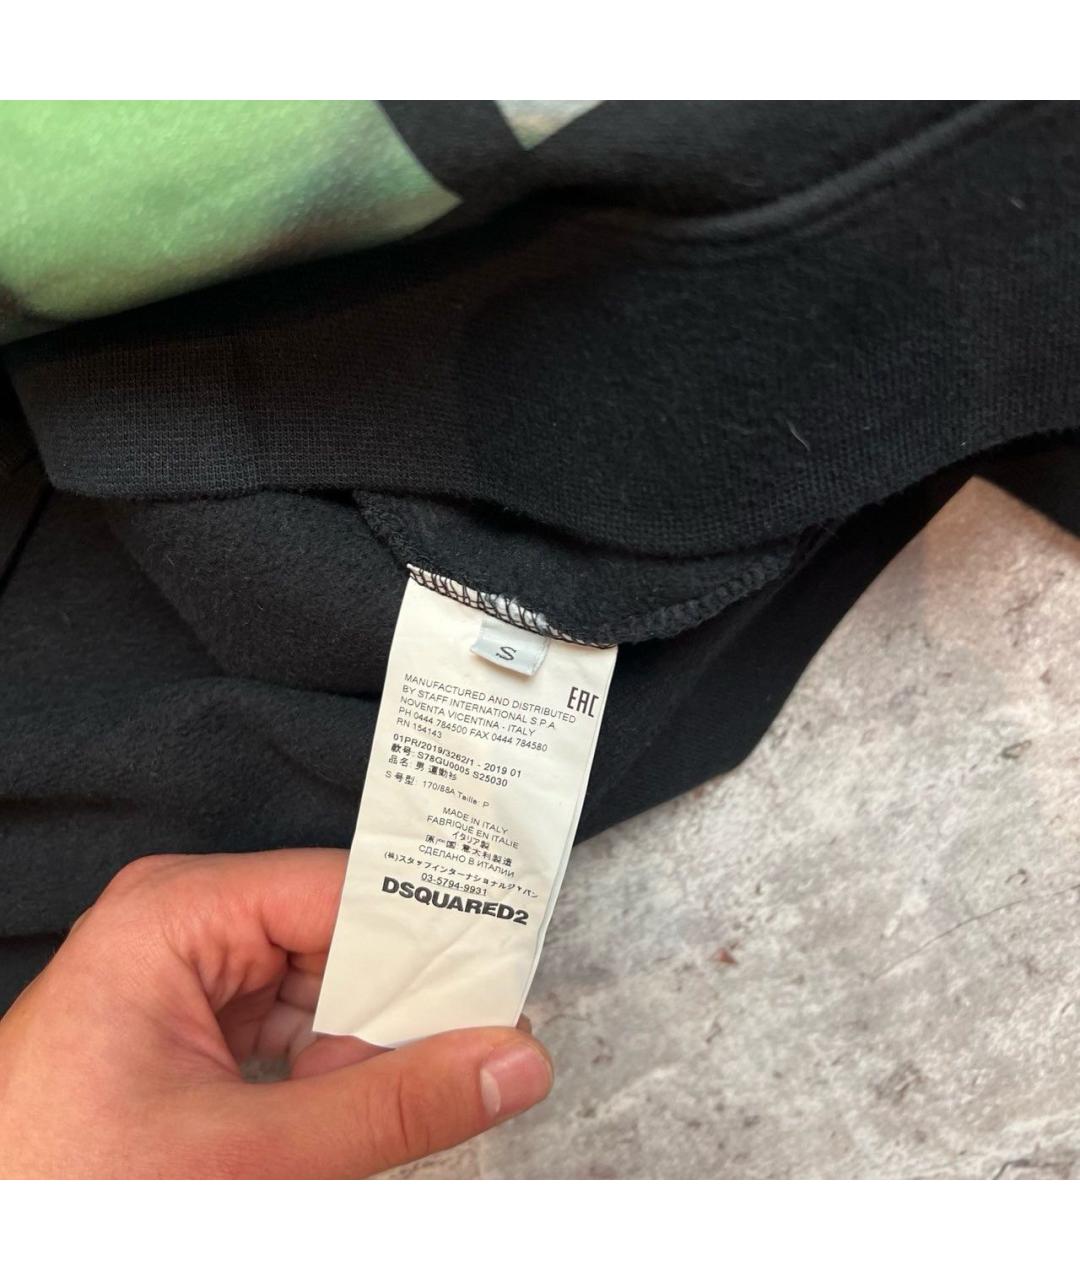 S
MANUFACTURED AND DISTRIBUTED
BY STAFF INTERNATIONAL S.P.A.
NOVENTA VICENTINA - ITALY
PH 0444 784500 FAX 0444 784580
RN 154143
EAC
01PR/2019/3262/1 - 2019 01
款号: S78GU0005 S25030
品名: 男 運動衫
S 号型: 170/88A Taille: P
MADE IN ITALY
FABRIQUÉ EN ITALIE
イタリア製
原产国: 意大利製造
СДЕЛАНО В ИТАЛИИ
(株)スタッフインターナショナルジャパン
03-5794-9931
DSQUARED2